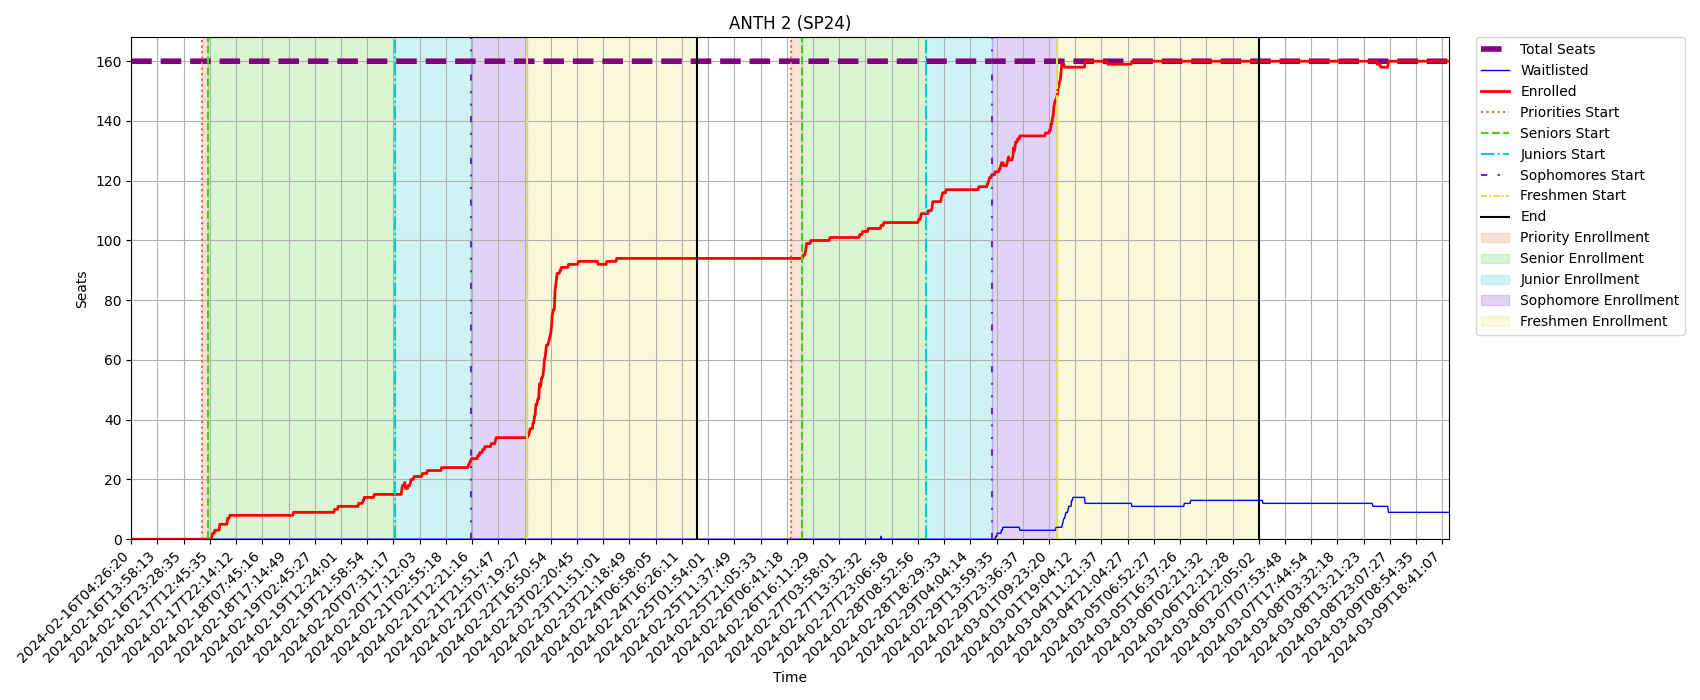 ANTH 2 (SP24)
Seats
160
140
120
100
80
60
40
20
0
2024-02-16T04:26:20
2024-02-16T13:58:13
2024-02-16T23:28:35
2024-02-17T12:45:35
2024-02-17T22:14:12
2024-02-18T07:45:16
2024-02-18T17:14:49
2024-02-19T02:45:27
2024-02-19T12:24:01
2024-02-19T21:58:54
2024-02-20T07:31:17
2024-02-20T17:12:03
2024-02-21T02:55:18
2024-02-21T12:21:16
2024-02-21T21:51:47
2024-02-22T07:19:27
2024-02-22T16:50:54
2024-02-23T02:20:45
2024-02-23T11:51:01
2024-02-23T21:18:49
2024-02-24T06:58:05
2024-02-24T16:26:11
2024-02-25T01:54:01
2024-02-25T11:37:49
2024-02-25T21:05:33
2024-02-26T06:41:18
2024-02-26T16:11:29
2024-02-27T03:58:01
2024-02-27T13:32:32
2024-02-27T23:06:58
2024-02-28T08:52:56
2024-02-28T18:29:33
2024-02-29T04:04:14
2024-02-29T13:59:35
2024-02-29T23:36:37
2024-03-01T09:23:20
2024-03-01T19:04:12
2024-03-04T11:21:37
2024-03-04T21:04:27
2024-03-05T06:52:27
2024-03-05T16:37:26
2024-03-06T02:21:32
2024-03-06T12:21:28
2024-03-06T22:05:02
2024-03-07T07:53:48
2024-03-07T17:44:54
2024-03-08T03:32:18
2024-03-08T13:21:23
2024-03-08T23:07:27
2024-03-09T08:54:35
2024-03-09T18:41:07
Time
Total Seats
Waitlisted
Enrolled
Priorities Start
Seniors Start
Juniors Start
Sophomores Start
Freshmen Start
End
Priority Enrollment
Senior Enrollment
Junior Enrollment
Sophomore Enrollment
Freshmen Enrollment